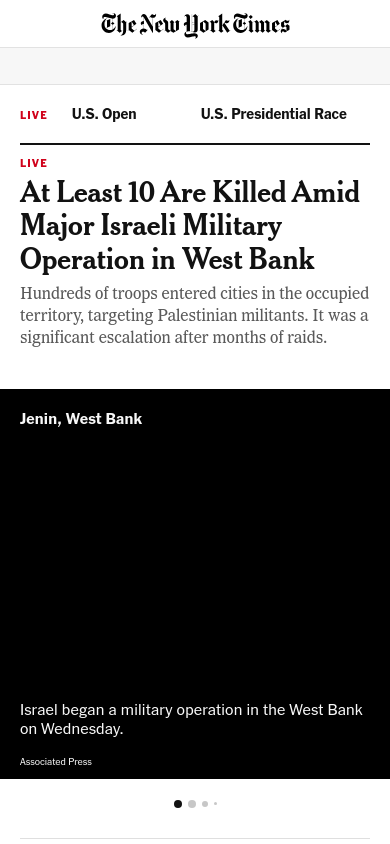 The New York Times
LIVE U.S. Open U.S. Presidential Race
LIVE
At Least 10 Are Killed Amid
Major Israeli Military
Operation in West Bank
Hundreds of troops entered cities in the occupied
territory, targeting Palestinian militants. It was a
significant escalation after months of raids.
Jenin, West Bank
Israel began a military operation in the West Bank
on Wednesday.
Associated Press